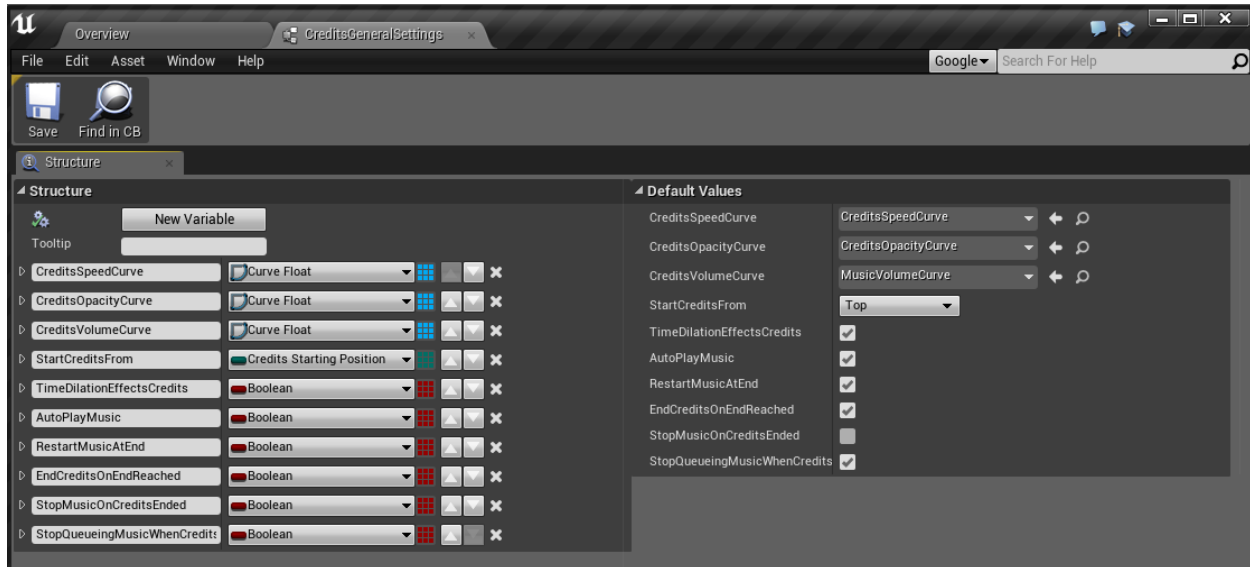 Overview
CreditsGeneralSettings
File Edit Asset Window Help
Google Search For Help
Save Find in CB
Structure
Structure
New Variable
Tooltip
CreditsSpeedCurve Curve Float
CreditsOpacityCurve Curve Float
CreditsVolumeCurve Curve Float
StartCreditsFrom Credits Starting Position
TimeDilationEffectsCredits Boolean
AutoPlayMusic Boolean
RestartMusicAtEnd Boolean
EndCreditsOnEndReached Boolean
StopMusicOnCreditsEnded Boolean
StopQueueingMusicWhenCredits Boolean
Default Values
CreditsSpeedCurve CreditsSpeedCurve
CreditsOpacityCurve CreditsOpacityCurve
CreditsVolumeCurve MusicVolumeCurve
StartCreditsFrom Top
TimeDilationEffectsCredits
AutoPlayMusic
RestartMusicAtEnd
EndCreditsOnEndReached
StopMusicOnCreditsEnded
StopQueueingMusicWhenCredits